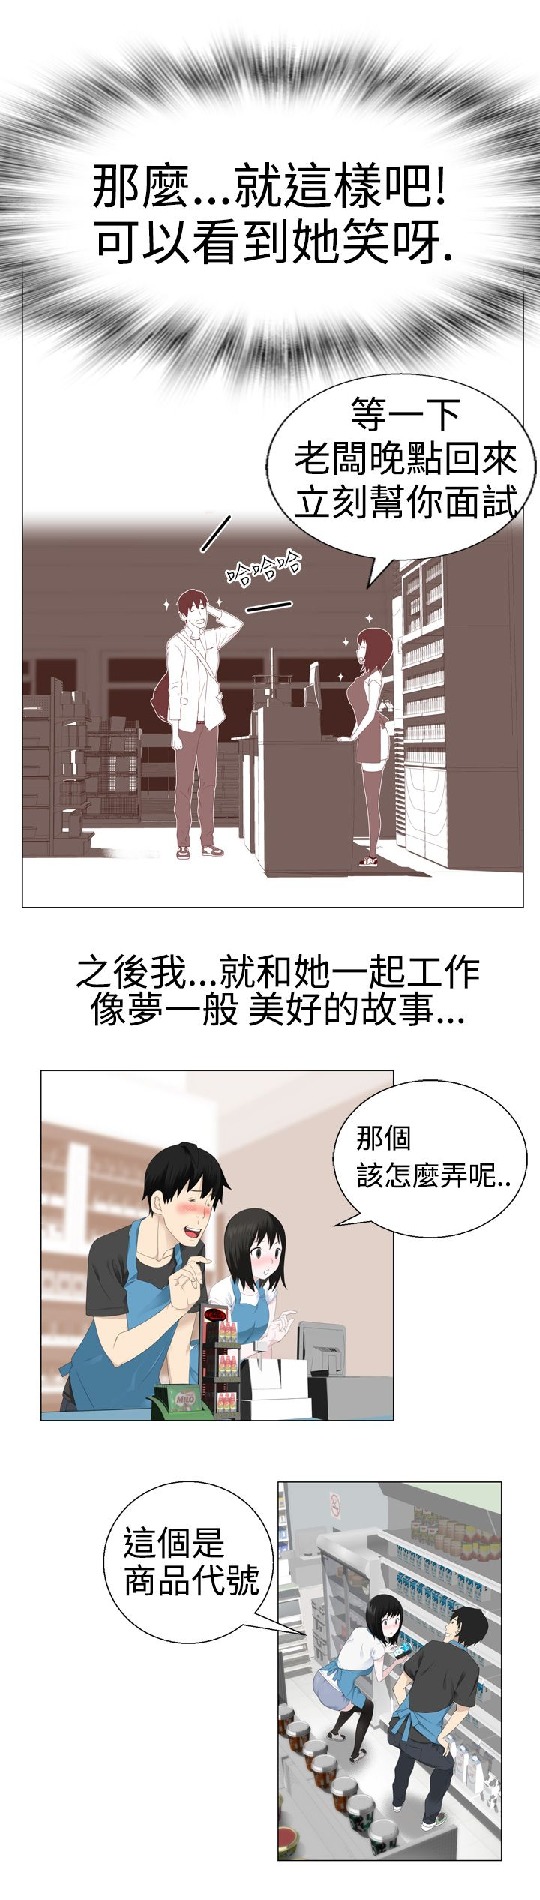 那麼...就這樣吧!
可以看到她笑呀.
等一下
老闆晚點回來
立刻幫你面試
哈哈哈
之後我...就和她一起工作
像夢一般 美好的故事...
那個
該怎麼弄呢..
MILO
這個是
商品代號